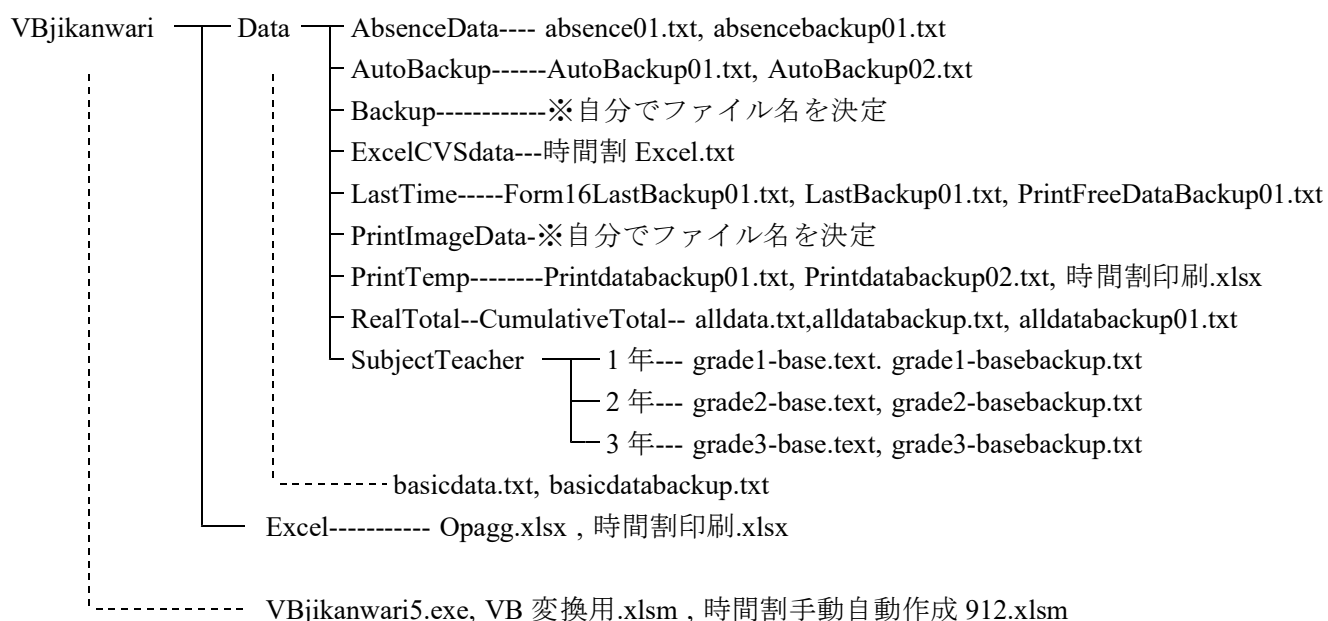 VBjikanwari Data AbsenceData---- absence01.txt, absencebackup01.txt
AutoBackup------AutoBackup01.txt, AutoBackup02.txt
Backup------------※自分でファイル名を決定
ExcelCVSdata---時間割 Excel.txt
LastTime-----Form16LastBackup01.txt, LastBackup01.txt, PrintFreeDataBackup01.txt
PrintImageData-※自分でファイル名を決定
PrintTemp--------Printdatabackup01.txt, Printdatabackup02.txt, 時間割印刷.xlsx
RealTotal--CumulativeTotal-- alldata.txt,alldatabackup.txt, alldatabackup01.txt
SubjectTeacher 1 年--- grade1-base.text. grade1-basebackup.txt
2 年--- grade2-base.text, grade2-basebackup.txt
3 年--- grade3-base.text, grade3-basebackup.txt
basicdata.txt, basicdatabackup.txt
Excel----------- Opagg.xlsx , 時間割印刷.xlsx
VBjikanwari5.exe, VB 変換用.xlsm , 時間割手動自動作成 912.xlsm